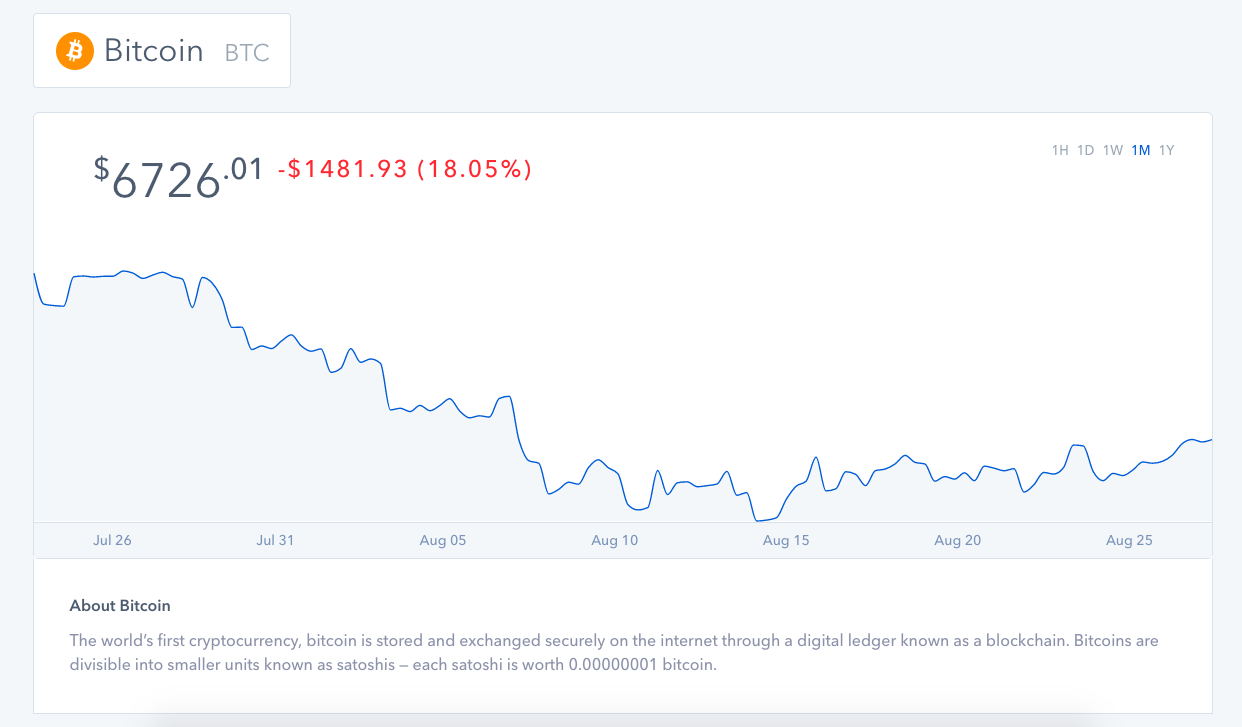 Bitcoin BTC
$6726.01 -$1481.93 (18.05%)
1H 1D 1W 1M 1Y
Jul 26 Jul 31 Aug 05 Aug 10 Aug 15 Aug 20 Aug 25
About Bitcoin
The world’s first cryptocurrency, bitcoin is stored and exchanged securely on the internet through a digital ledger known as a blockchain. Bitcoins are
divisible into smaller units known as satoshis – each satoshi is worth 0.00000001 bitcoin.